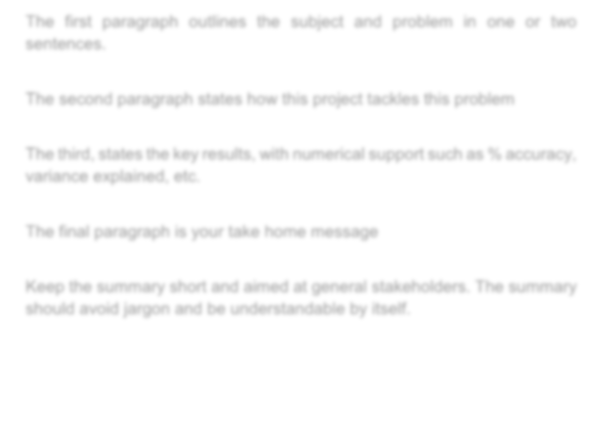 The first paragraph outlines the subject and problem in one or two
sentences.
The second paragraph states how this project tackles this problem
The third, states the key results, with numerical support such as % accuracy,
variance explained, etc.
The final paragraph is your take home message
Keep the summary short and aimed at general stakeholders. The summary
should avoid jargon and be understandable by itself.